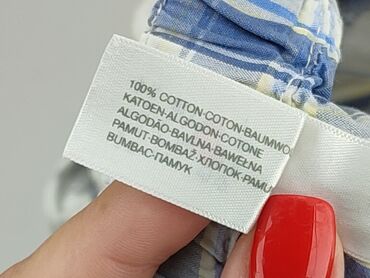 100% COTTON·COTON·BAUMWO
KATOEN·ALGODON·COTONE
ALGODÃO·BAVLNA·BAWEŁNA
PAMUT·BOMBAŽ·ХЛОПОК·PAMU
BUMBAC·ПАМУК